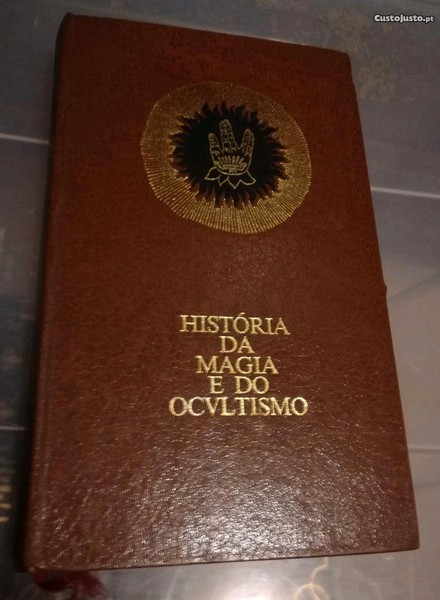 CustoJusto.pt
HISTÓRIA
DA
MAGIA
E DO
OCVLTISMO